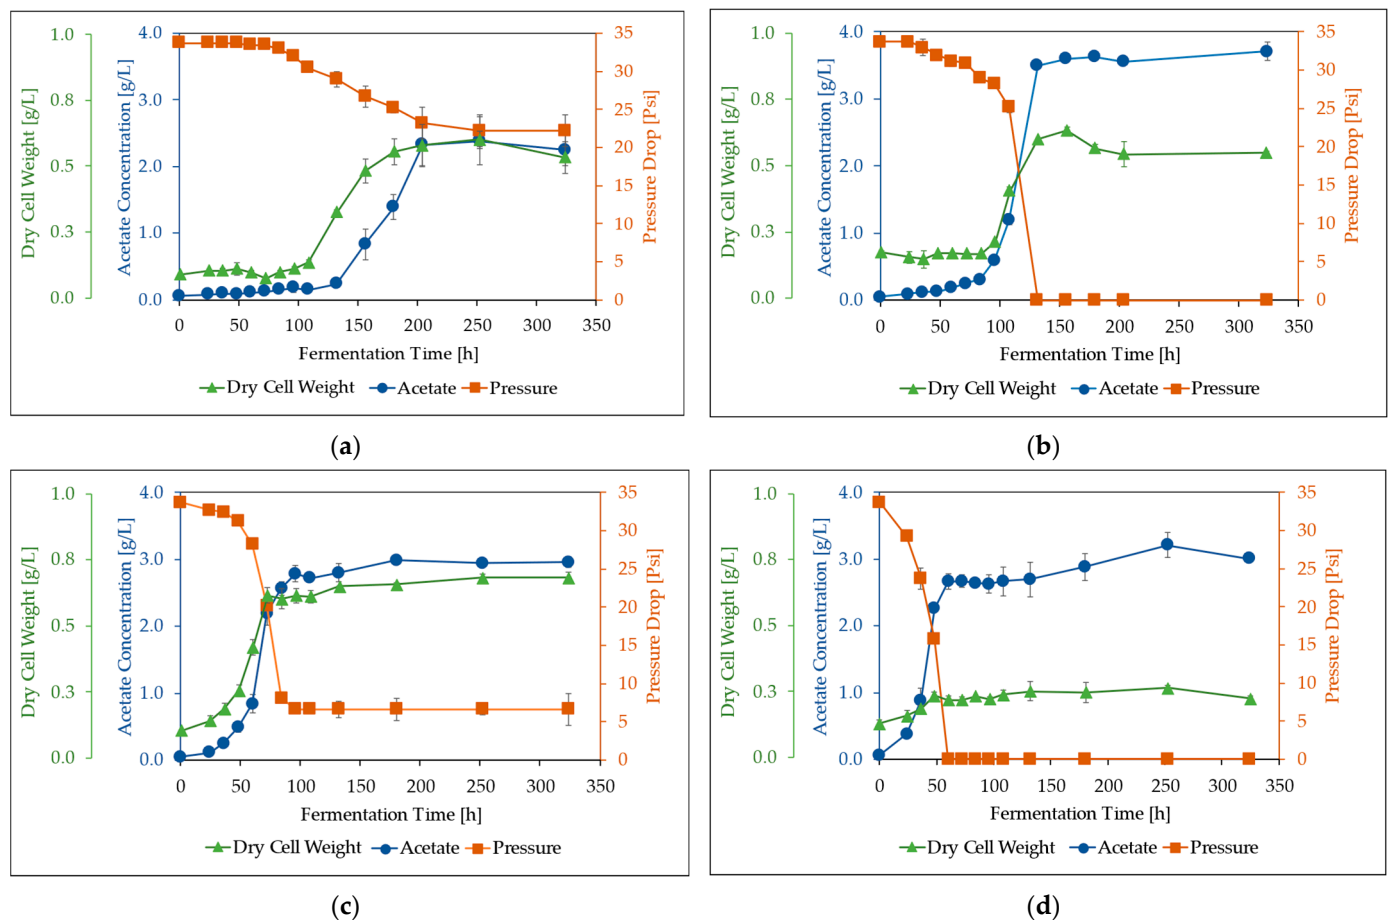 1.0
0.8
0.5
0.3
0.0
Dry Cell Weight [g/L]
4.0
3.0
2.0
1.0
0.0
Acetate Concentration [g/L]
35
30
25
20
15
10
5
0
Pressure Drop [Psi]
0 50 100 150 200 250 300 350
Fermentation Time [h]
Dry Cell Weight Acetate Pressure
(a)
1.0
0.8
0.5
0.3
0.0
Dry Cell Weight [g/L]
4.0
3.0
2.0
1.0
0.0
Acetate Concentration [g/L]
35
30
25
20
15
10
5
0
Pressure Drop [Psi]
0 50 100 150 200 250 300 350
Fermentation Time [h]
Dry Cell Weight Acetate Pressure
(b)
1.0
0.8
0.5
0.3
0.0
Dry Cell Weight [g/L]
4.0
3.0
2.0
1.0
0.0
Acetate Concentration [g/L]
35
30
25
20
15
10
5
0
Pressure Drop [Psi]
0 50 100 150 200 250 300 350
Fermentation Time [h]
Dry Cell Weight Acetate Pressure
(c)
1.0
0.8
0.5
0.3
0.0
Dry Cell Weight [g/L]
4.0
3.0
2.0
1.0
0.0
Acetate Concentration [g/L]
35
30
25
20
15
10
5
0
Pressure Drop [Psi]
0 50 100 150 200 250 300 350
Fermentation Time [h]
Dry Cell Weight Acetate Pressure
(d)